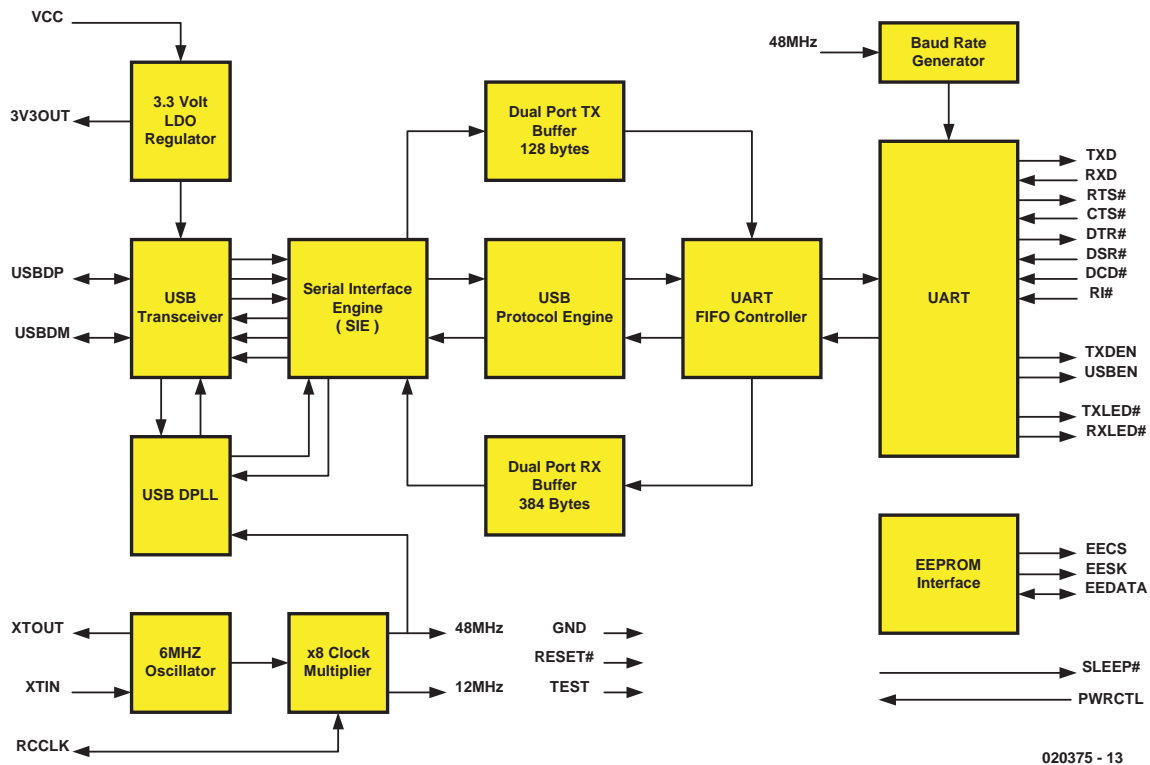 VCC
48MHz
Baud Rate
Generator
3V3OUT
3.3 Volt
LDO
Regulator
Dual Port TX
Buffer
128 bytes
TXD
RXD
RTS#
CTS#
DTR#
DSR#
DCD#
RI#
USBDP
USBDM
USB
Transceiver
Serial Interface
Engine
( SIE )
USB
Protocol Engine
UART
FIFO Controller
UART
TXDEN
USBEN
TXLED#
RXLED#
USB DPLL
Dual Port RX
Buffer
384 Bytes
EEPROM
Interface
EECS
EESK
EEDATA
XTOUT
XTIN
6MHZ
Oscillator
x8 Clock
Multiplier
48MHz
12MHz
GND
RESET#
TEST
SLEEP#
PWRCTL
RCCLK
020375 - 13